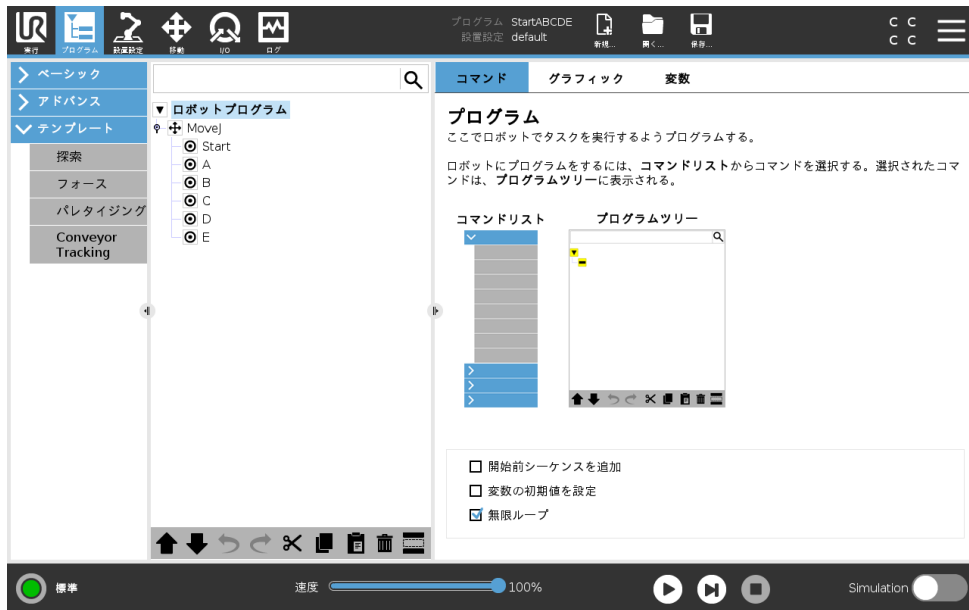 UR
実行
プログラム
設置設定
移動
I/O
ログ
プログラム StartABCDE
設置設定 default
新規...
開く...
保存...
C C
C C
ベーシック
アドバンス
テンプレート
探索
フォース
パレタイジング
Conveyor
Tracking
ロボットプログラム
MoveJ
Start
A
B
C
D
E
コマンド グラフィック 変数
プログラム
ここでロボットでタスクを実行するようプログラムする。
ロボットにプログラムをするには、コマンドリストからコマンドを選択する。選択されたコマ
ンドは、プログラムツリーに表示される。
コマンドリスト プログラムツリー
開始前シーケンスを追加
変数の初期値を設定
無限ループ
標準
速度 100%
Simulation